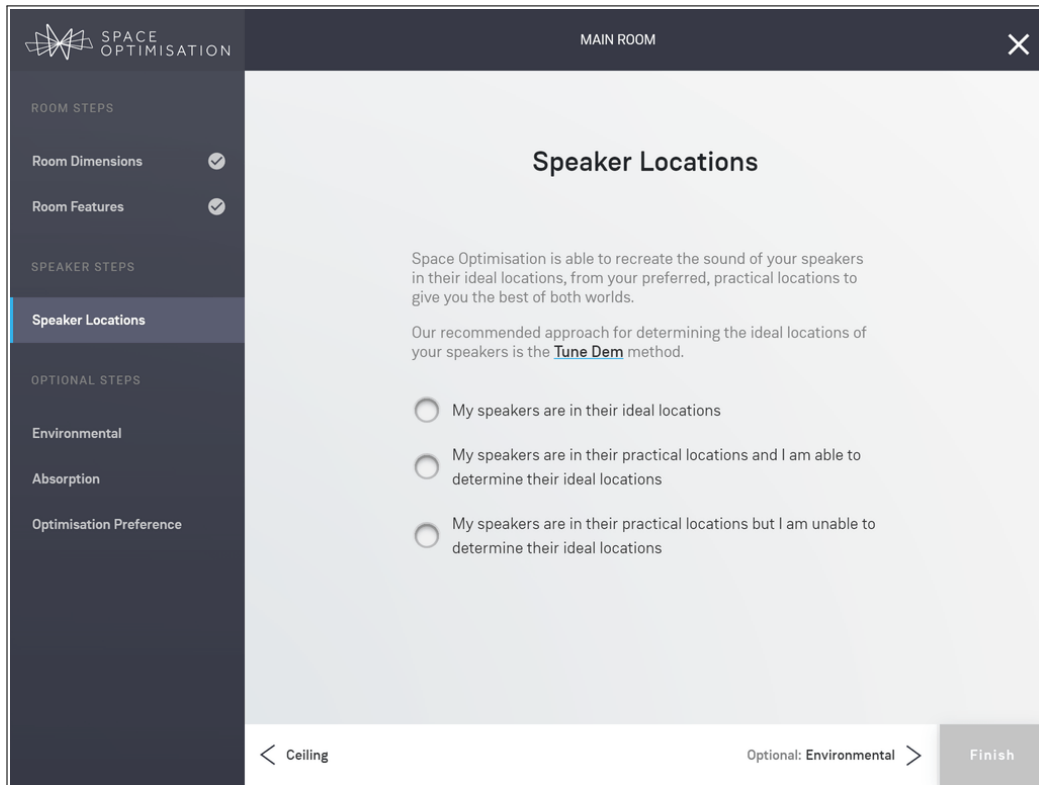 SPACE
OPTIMISATION
MAIN ROOM
ROOM STEPS
Room Dimensions
Room Features
SPEAKER STEPS
Speaker Locations
OPTIONAL STEPS
Environmental
Absorption
Optimisation Preference
Speaker Locations
Space Optimisation is able to recreate the sound of your speakers
in their ideal locations, from your preferred, practical locations to
give you the best of both worlds.
Our recommended approach for determining the ideal locations of
your speakers is the Tune Dem method.
My speakers are in their ideal locations
My speakers are in their practical locations and I am able to
determine their ideal locations
My speakers are in their practical locations but I am unable to
determine their ideal locations
Ceiling
Optional: Environmental
Finish